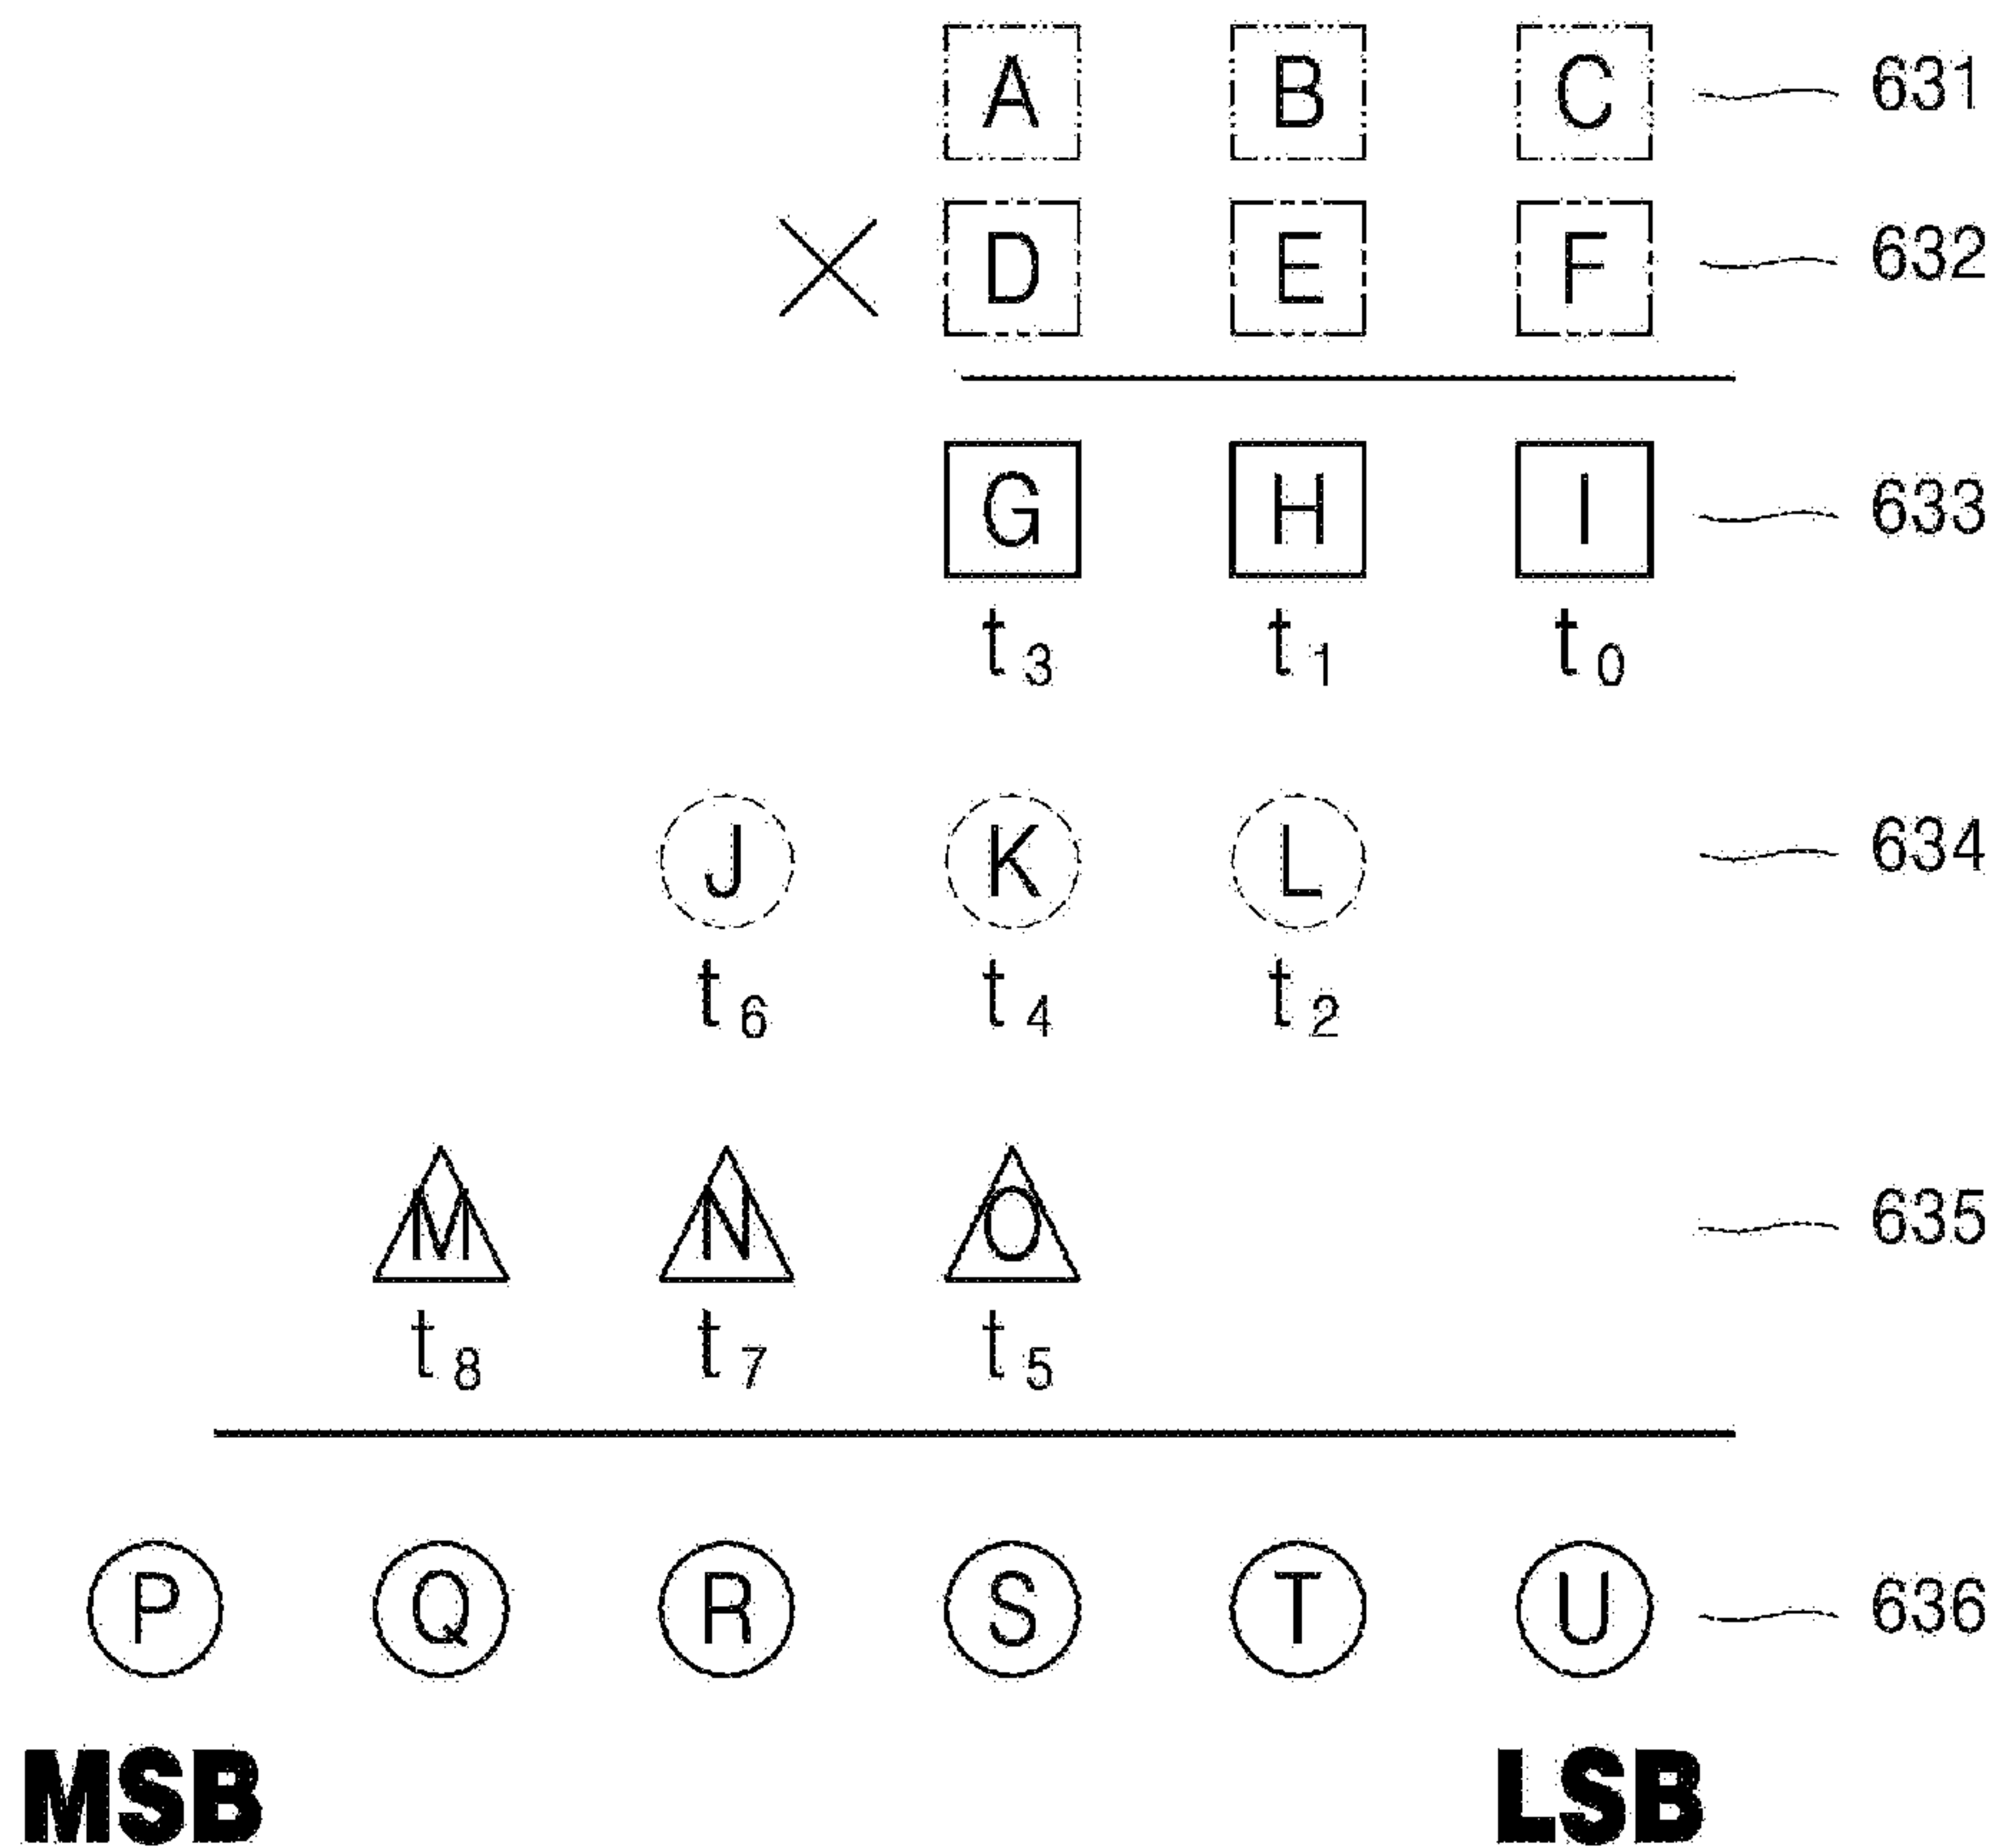 A B C 631
× D E F 632
G H I 633
t3 t1 t0
J K L 634
t6 t4 t2
M N O 635
t8 t7 t5
P Q R S T U 636
MSB LSB